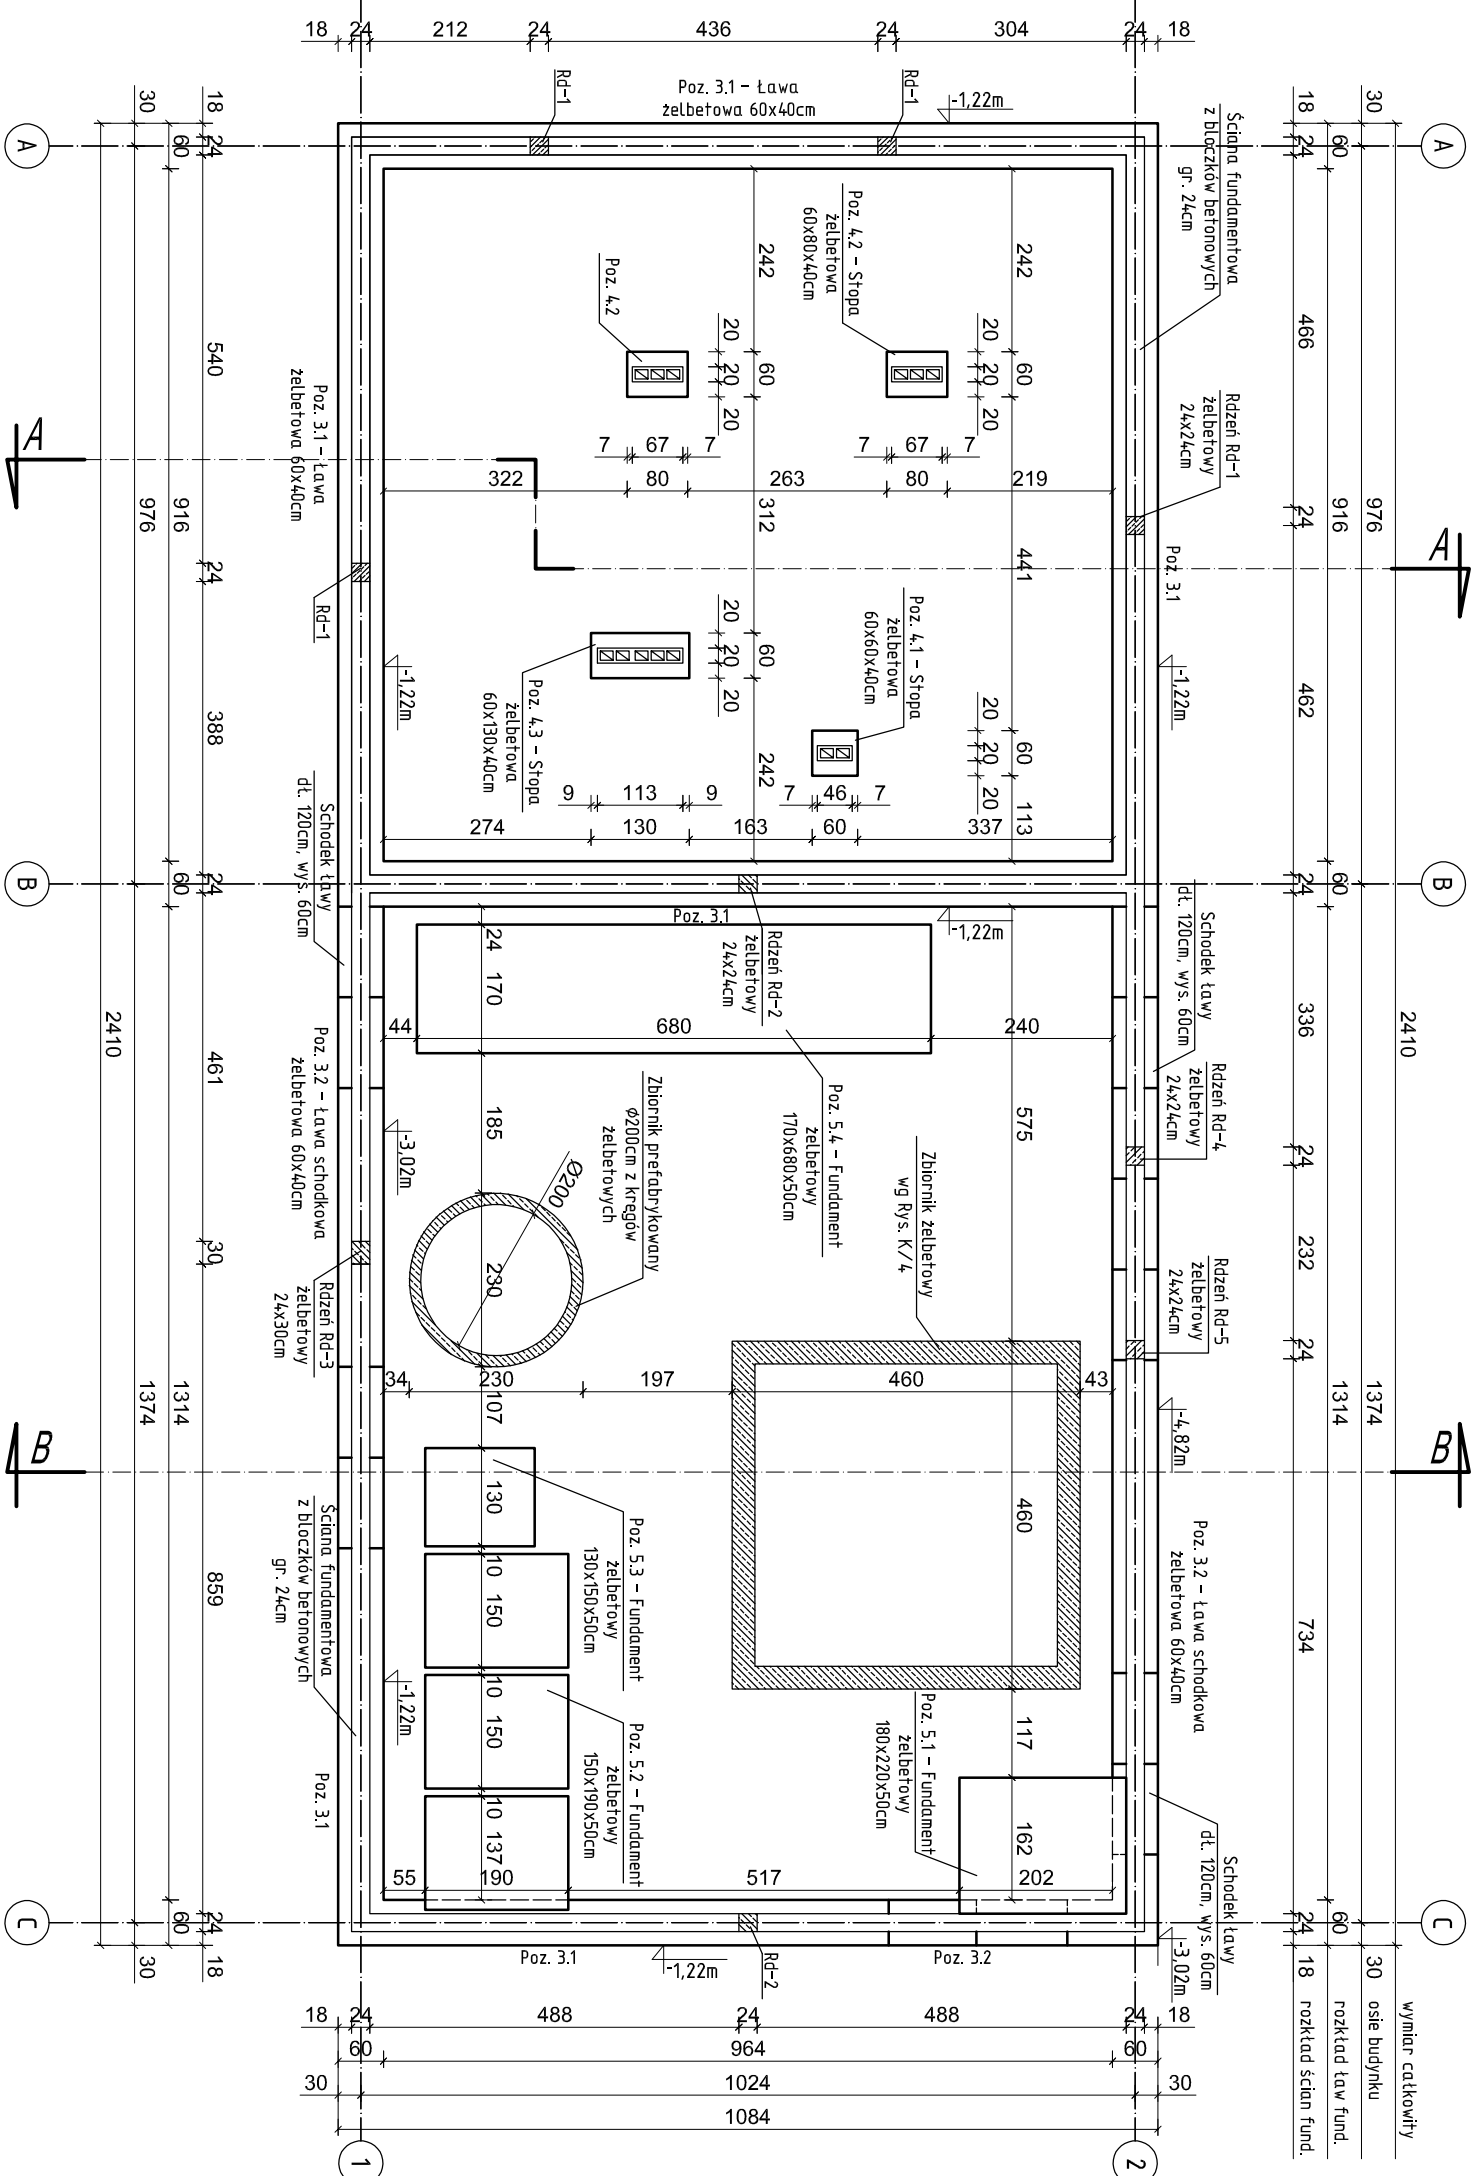 18
24
212
24
436
24
304
24
18
Rd-1
Poz. 3.1 - Ława
żelbetowa 60x40cm
Rd-1
-1,22m
Ściana fundamentowa
z bloczków betonowych
gr. 24cm
30
18
60
24
A
A
18
24
60
30
242
242
Poz. 4.2 - Stopa
żelbetowa
60x80x40cm
Poz. 4.2
20
60
20
20
20
60
20
20
7
67
7
7
67
7
322
80
263
80
219
312
441
540
466
Poz. 3.1 - Ława
żelbetowa 60x40cm
Rdzeń Rd-1
żelbetowy
24x24cm
A
A
976
916
24
24
916
976
Poz. 3.1
Rd-1
-1,22m
-1,22m
388
462
20
60
20
20
Poz. 4.1 - Stopa
żelbetowa
60x60x40cm
Poz. 4.3 - Stopa
żelbetowa
60x130x40cm
20
60
20
20
242
113
9
113
9
7
46
7
274
130
163
60
337
Schodek ławy
dł. 120cm, wys. 60cm
B
60
24
24
60
B
Poz. 3.1
-1,22m
Schodek ławy
dł. 120cm, wys. 60cm
24
170
Rdzeń Rd-2
żelbetowy
24x24cm
44
680
240
2410
2410
461
336
Poz. 3.2 - Ława schodkowa
żelbetowa 60x40cm
Rdzeń Rd-4
żelbetowy
24x24cm
185
575
-3,02m
Zbiornik prefabrykowany
φ200cm z kręgów
żelbetowych
Poz. 5.4 - Fundament
żelbetowy
170x680x50cm
Zbiornik żelbetowy
wg Rys. K/4
Ø200
24
30
230
232
Rdzeń Rd-3
żelbetowy
24x30cm
Rdzeń Rd-5
żelbetowy
24x24cm
24
34
230
197
460
43
107
1374
1314
1314
1374
-4,82m
B
B
130
460
Ściana fundamentowa
z bloczków betonowych
gr. 24cm
Poz. 5.3 - Fundament
żelbetowy
130x150x50cm
Poz. 3.2 - Ława schodkowa
żelbetowa 60x40cm
859
734
10
150
10
150
-1,22m
Poz. 5.2 - Fundament
żelbetowy
150x190x50cm
Poz. 5.1 - Fundament
żelbetowy
180x220x50cm
117
162
Poz. 3.1
10
137
55
190
517
202
Schodek ławy
dł. 120cm, wys. 60cm
C
60
24
30
18
24
60
C
18
30
-3,02m
Poz. 3.1
-1,22m
Rd-2
Poz. 3.2
wymiar całkowity
osie budynku
rozkład ław fund.
rozkład ścian fund.
18
24
488
24
488
24
18
60
964
60
30
1024
30
1084
1
2